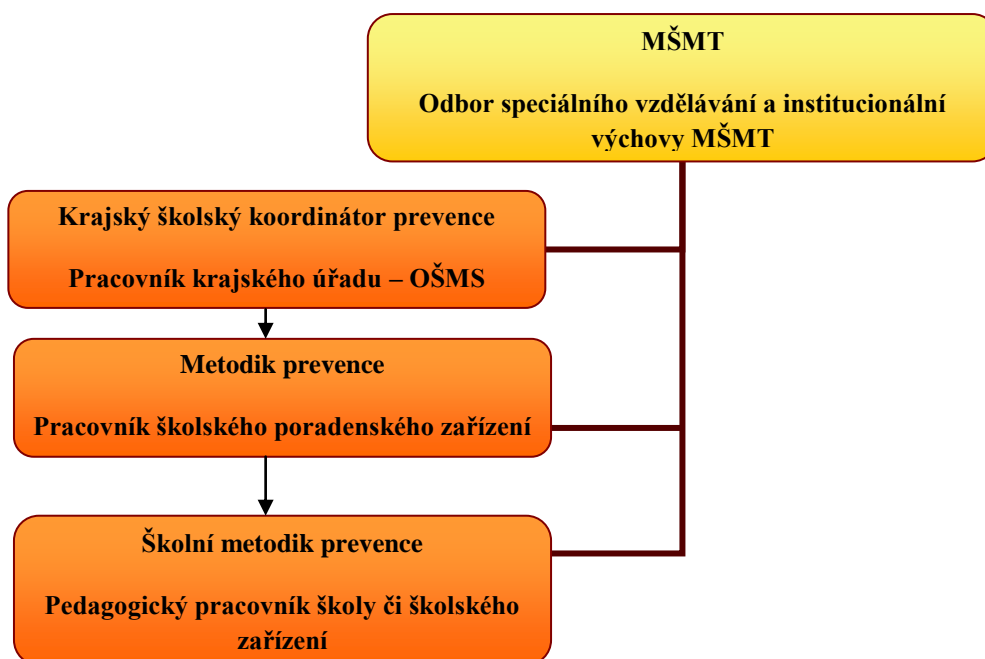 MŠMT
Odbor speciálního vzdělávání a institucionální
výchovy MŠMT
Krajský školský koordinátor prevence
Pracovník krajského úřadu – OŠMS
Metodik prevence
Pracovník školského poradenského zařízení
Školní metodik prevence
Pedagogický pracovník školy či školského
zařízení